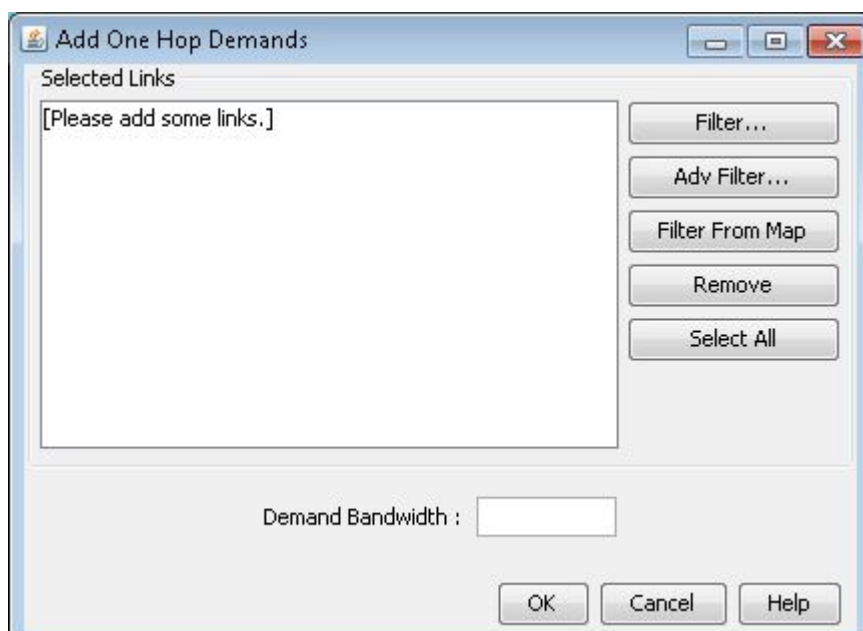 Add One Hop Demands
Selected Links
[Please add some links.]
Filter...
Adv Filter...
Filter From Map
Remove
Select All
Demand Bandwidth :
OK
Cancel
Help